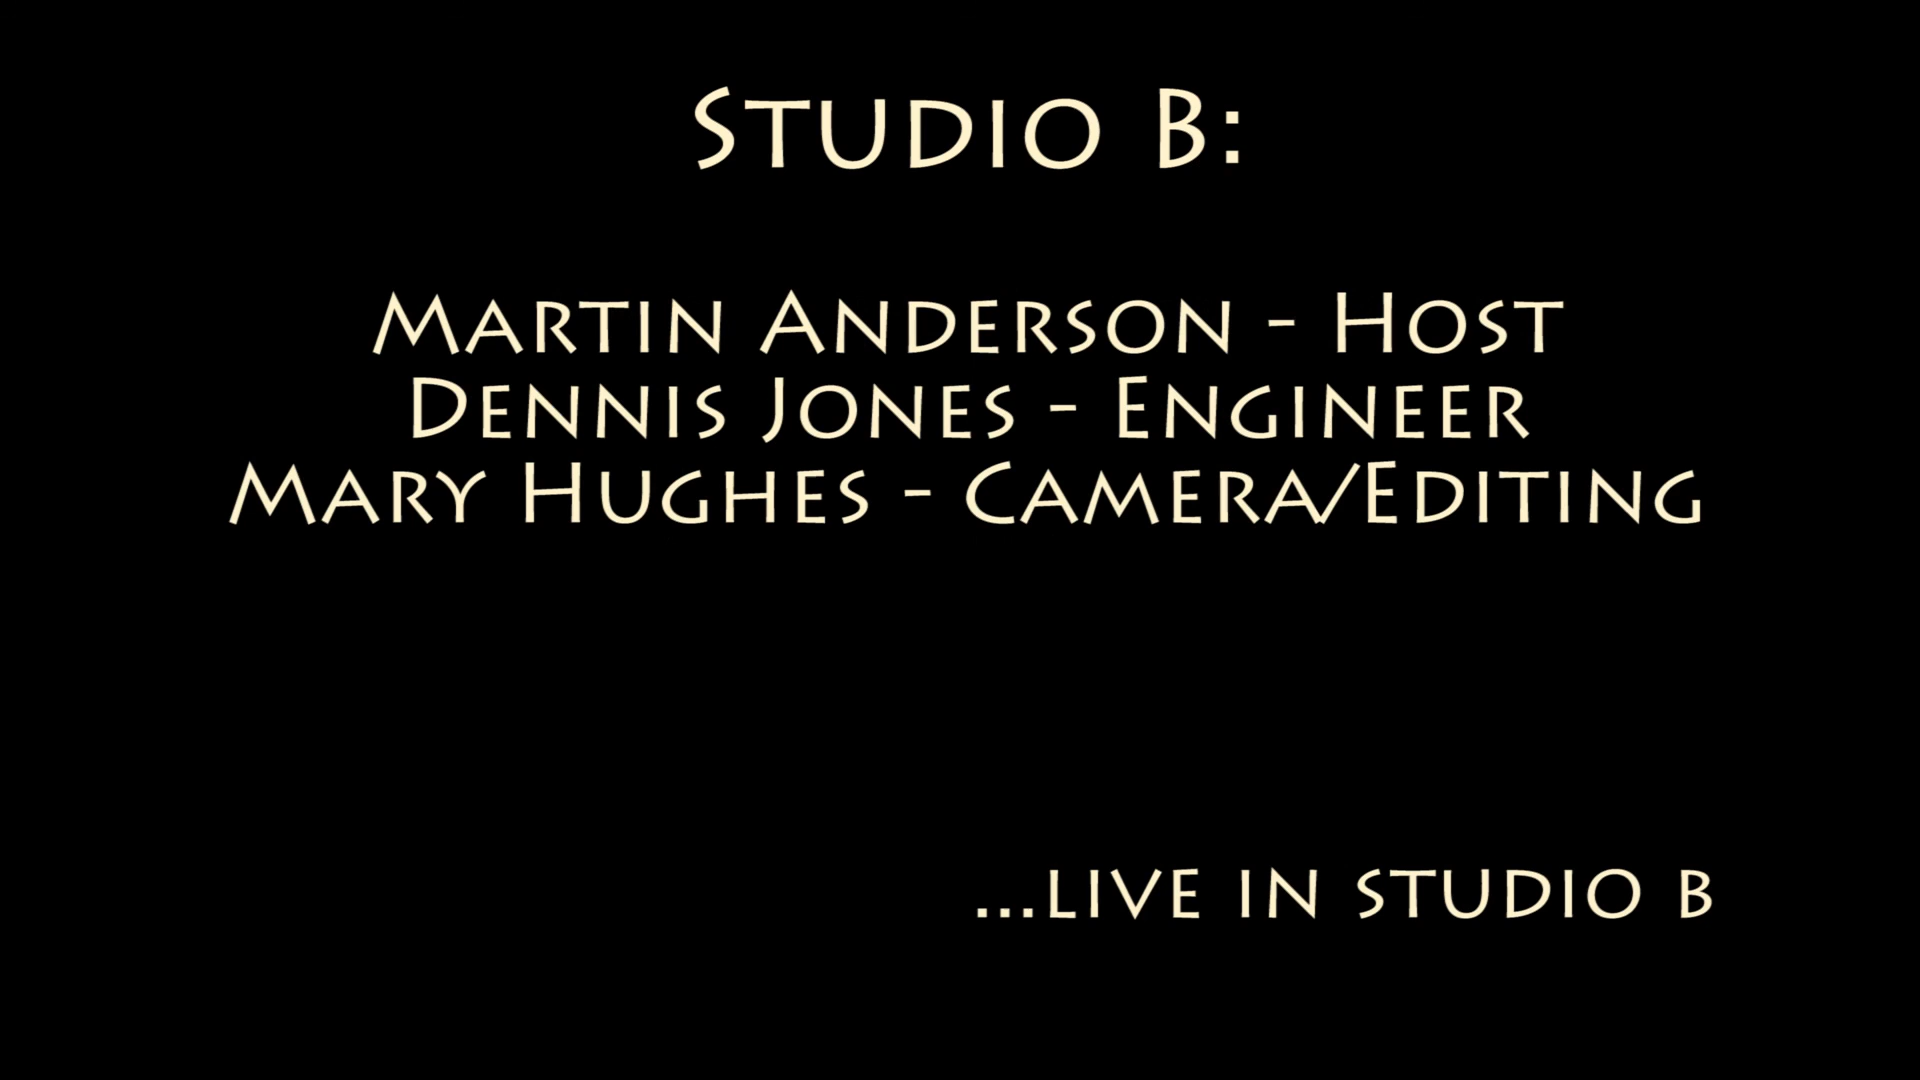 Studio B:
Martin Anderson - Host
Dennis Jones - Engineer
Mary Hughes - Camera/Editing
...live in studio b